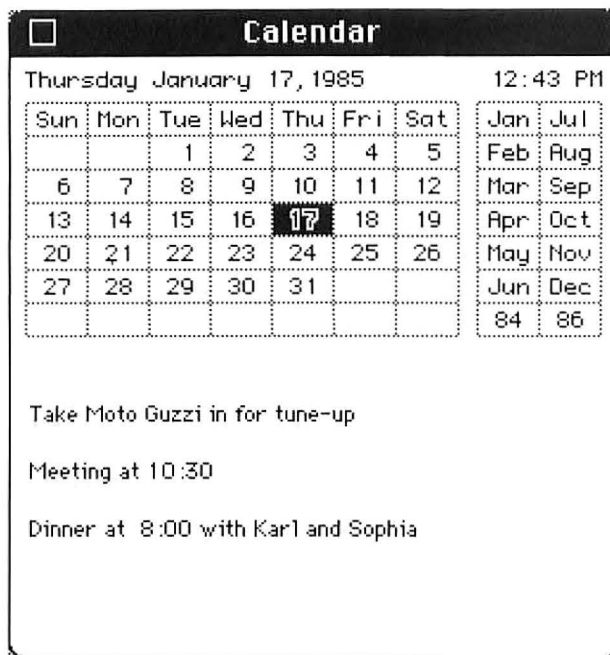 Calendar
Thursday January 17, 1985 12:43 PM
Sun Mon Tue Wed Thu Fri Sat Jan Jul
1 2 3 4 5 Feb Aug
6 7 8 9 10 11 12 Mar Sep
13 14 15 16 17 18 19 Apr Oct
20 21 22 23 24 25 26 May Nov
27 28 29 30 31 Jun Dec
84 86
Take Moto Guzzi in for tune-up
Meeting at 10:30
Dinner at 8:00 with Karl and Sophia